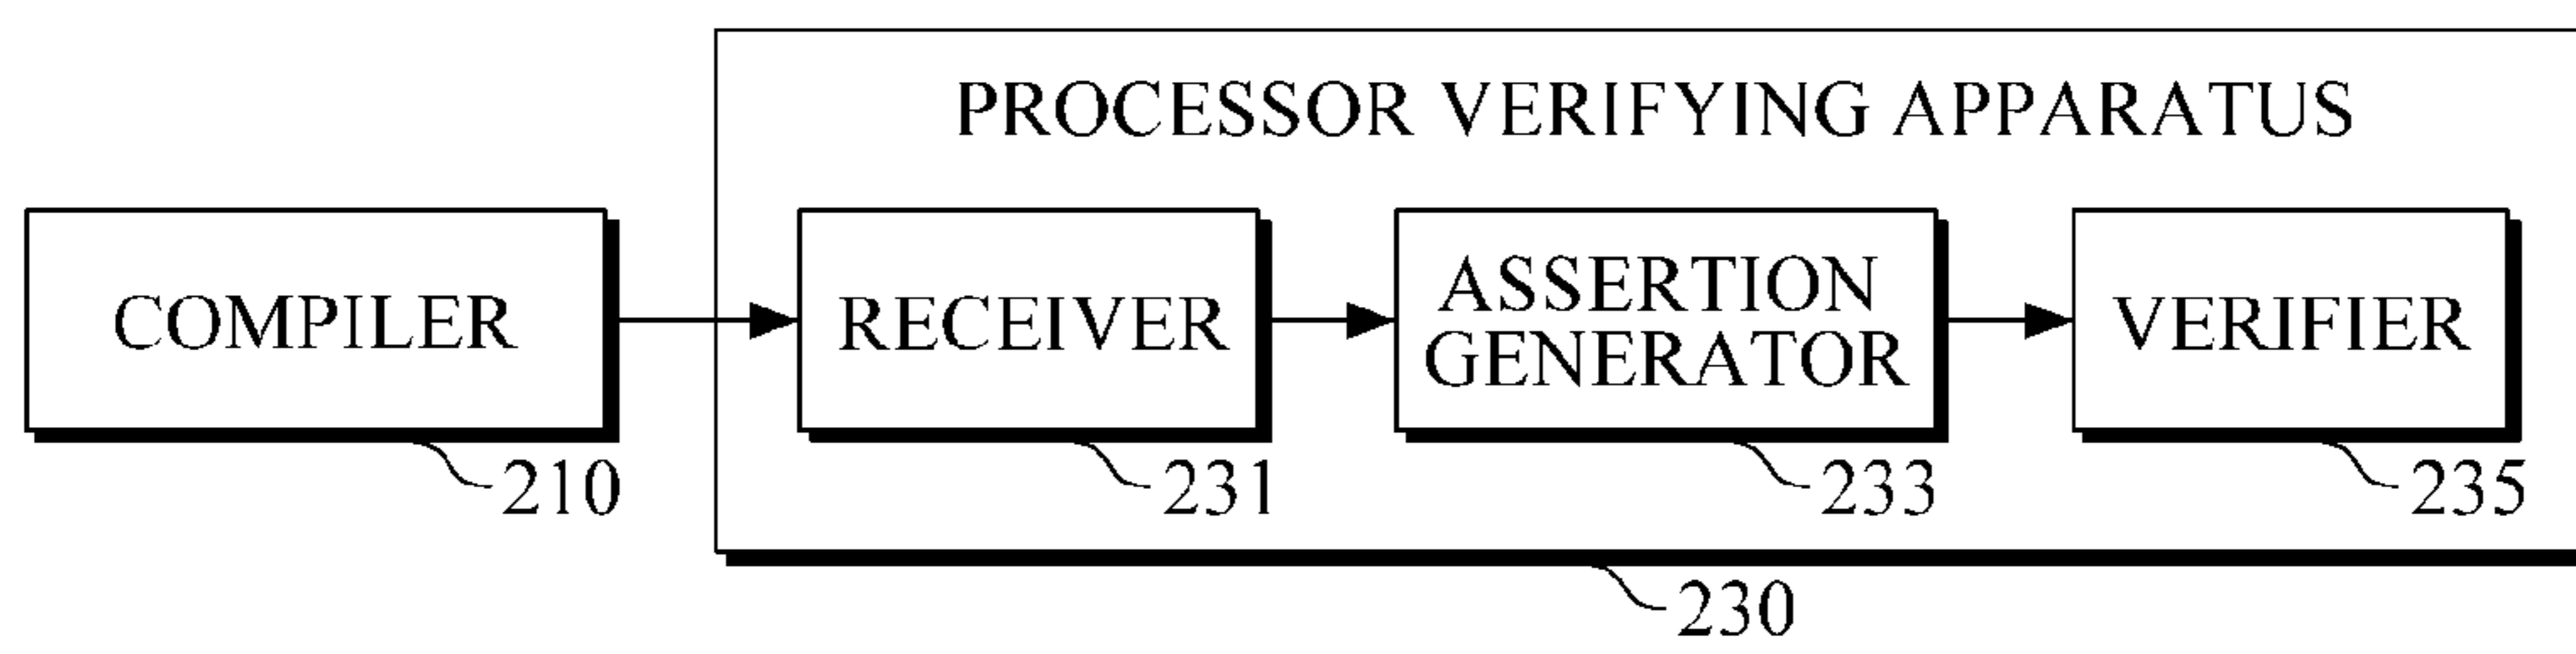 PROCESSOR VERIFYING APPARATUS
COMPILER
RECEIVER
ASSERTION
GENERATOR
VERIFIER
210
231
233
235
230